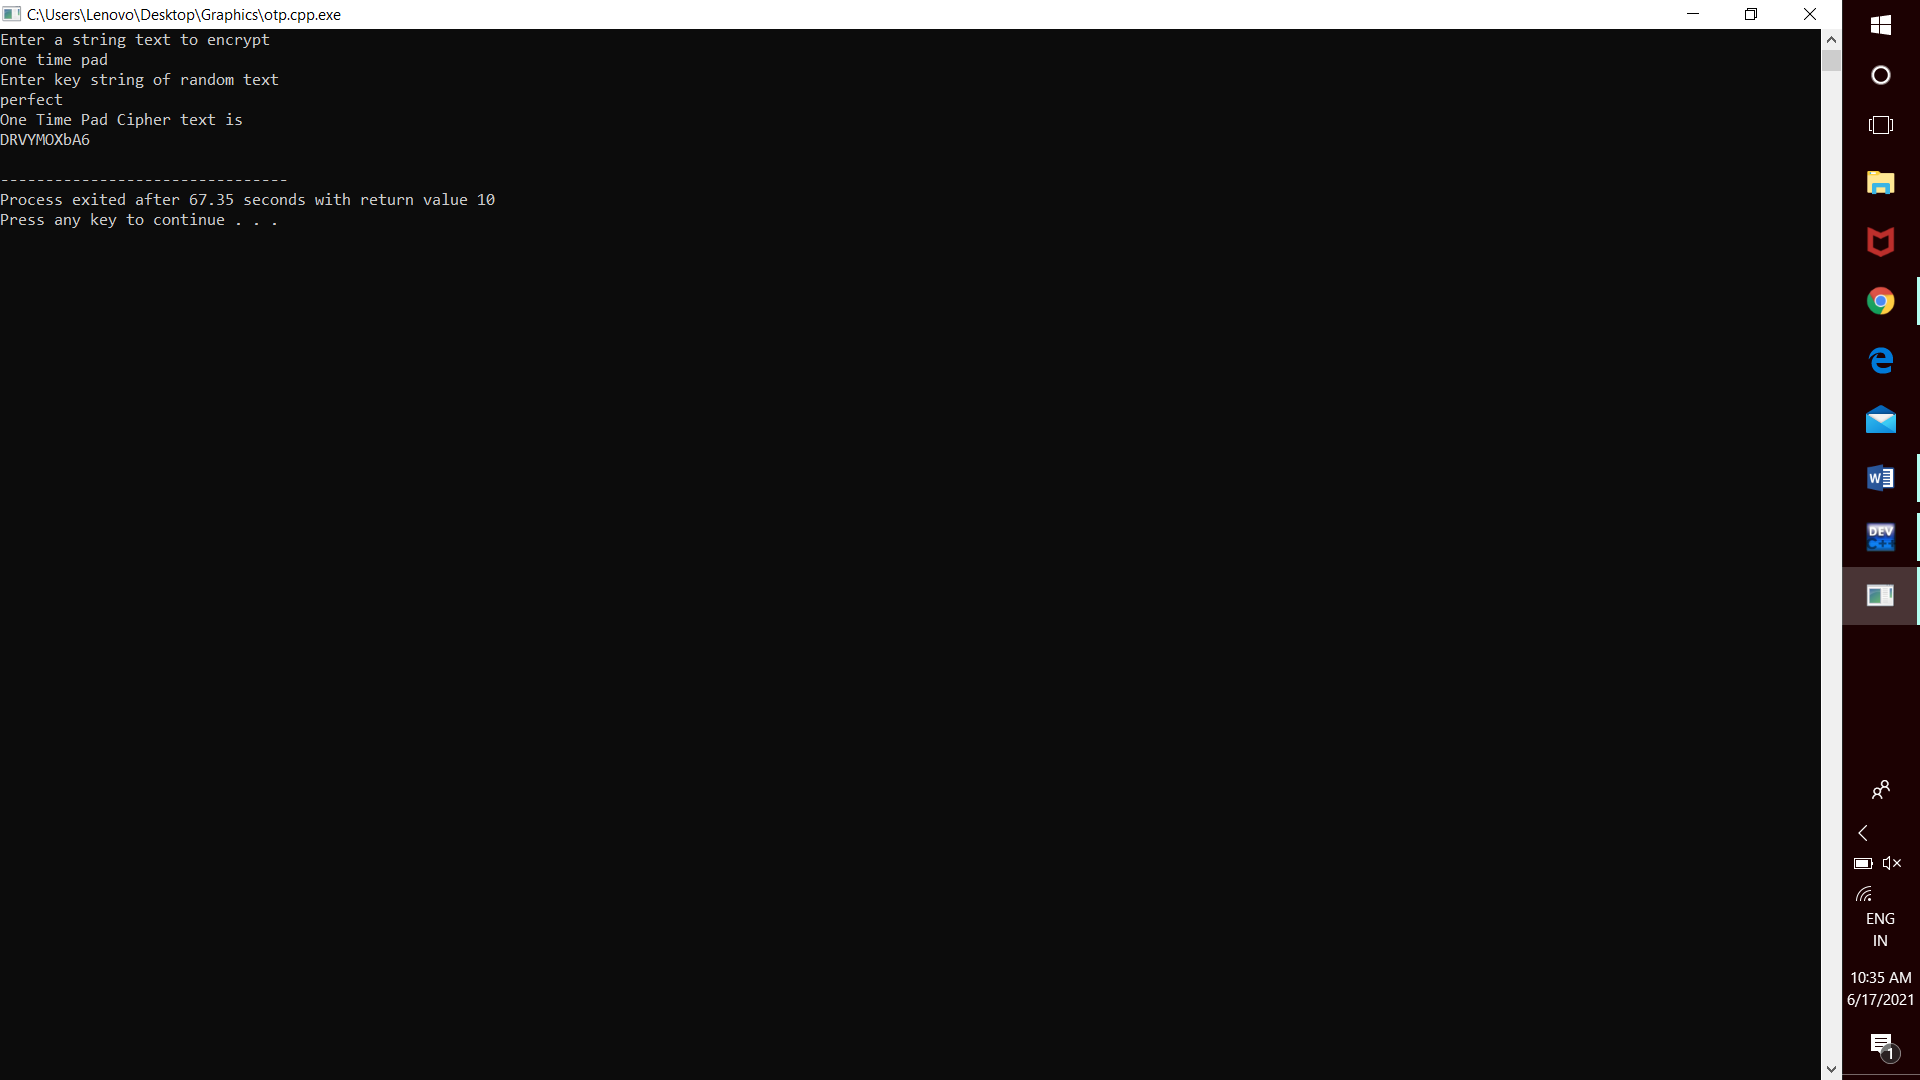 C:\Users\Lenovo\Desktop\Graphics\otp.cpp.exe
Enter a string text to encrypt
one time pad
Enter key string of random text
perfect
One Time Pad Cipher text is
DRVYMOXbA6
--------------------------------
Process exited after 67.35 seconds with return value 10
Press any key to continue . . .
W
DEV
C++
ENG
IN
10:35 AM
6/17/2021
1